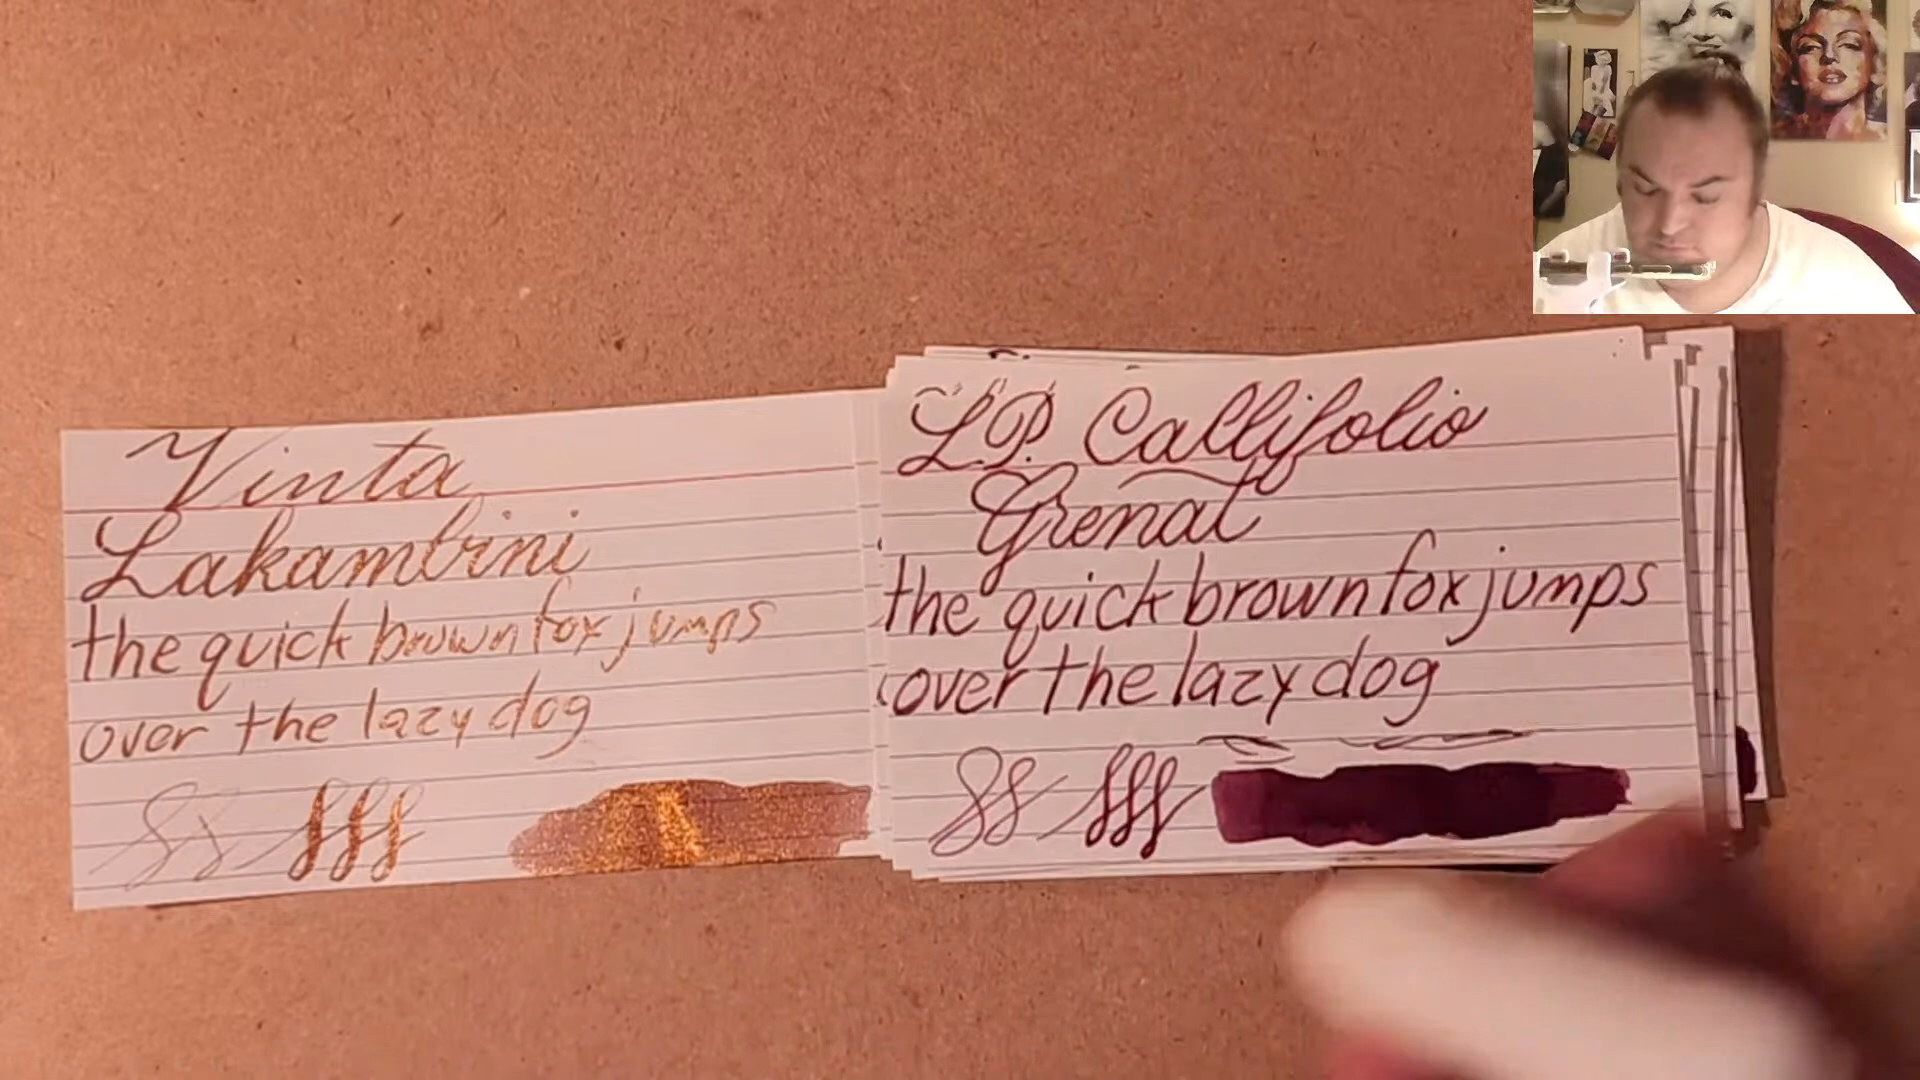 Vinta
Lakambini
the quick brown fox jumps
over the lazy dog
L.P. Callifolio
Grenat
the quick brown fox jumps
over the lazy dog